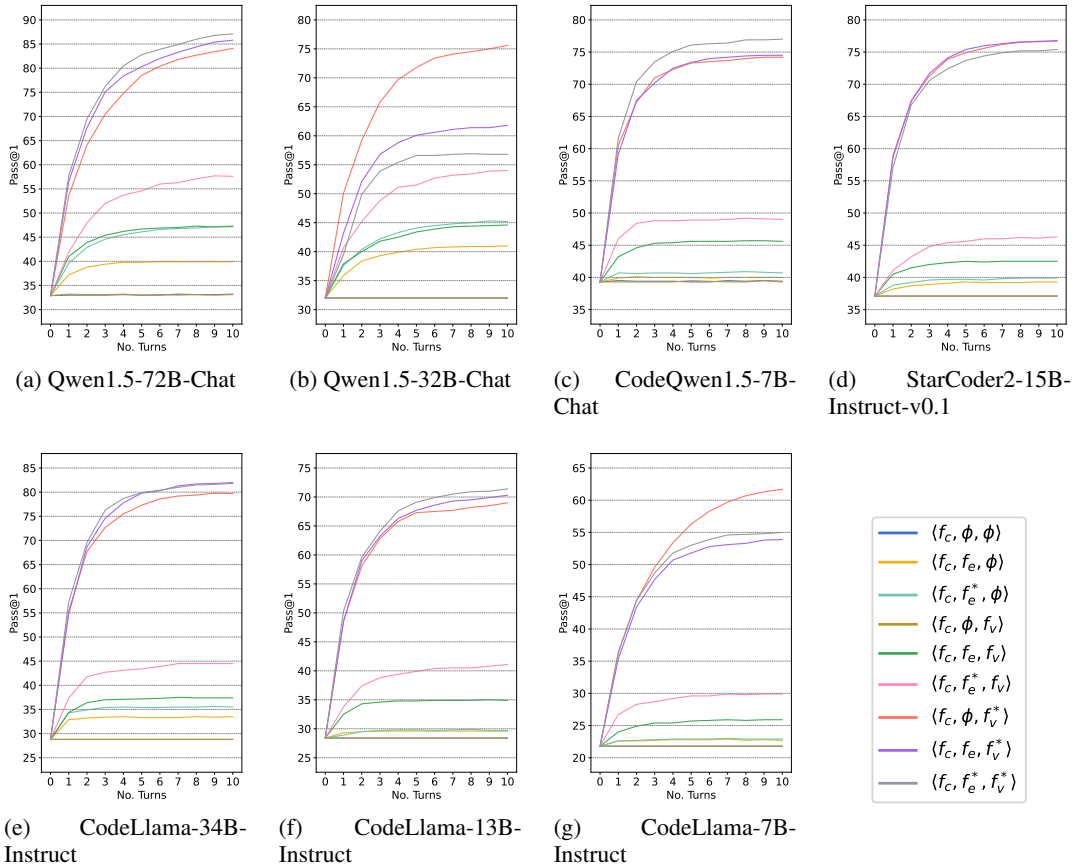 90
85
80
75
70
65
60
55
50
45
40
35
30
Pass@1
0 1 2 3 4 5 6 7 8 9 10
No. Turns
(a) Qwen1.5-72B-Chat
90
85
80
75
70
65
60
55
50
45
40
35
30
Pass@1
0 1 2 3 4 5 6 7 8 9 10
No. Turns
(b) Qwen1.5-32B-Chat
80
75
70
65
60
55
50
45
40
35
Pass@1
0 1 2 3 4 5 6 7 8 9 10
No. Turns
(c) CodeQwen1.5-7B-
Chat
80
75
70
65
60
55
50
45
40
35
Pass@1
0 1 2 3 4 5 6 7 8 9 10
No. Turns
(d) StarCoder2-15B-
Instruct-v0.1
85
80
75
70
65
60
55
50
45
40
35
30
25
Pass@1
0 1 2 3 4 5 6 7 8 9 10
No. Turns
(e) CodeLlama-34B-
Instruct
75
70
65
60
55
50
45
40
35
30
25
Pass@1
0 1 2 3 4 5 6 7 8 9 10
No. Turns
(f) CodeLlama-13B-
Instruct
65
60
55
50
45
40
35
30
25
20
Pass@1
0 1 2 3 4 5 6 7 8 9 10
No. Turns
(g) CodeLlama-7B-
Instruct
⟨f_c, ϕ, ϕ⟩
⟨f_c, f_e, ϕ⟩
⟨f_c, f_e^*, ϕ⟩
⟨f_c, ϕ, f_v⟩
⟨f_c, f_e, f_v⟩
⟨f_c, f_e^*, f_v⟩
⟨f_c, ϕ, f_v^*⟩
⟨f_c, f_e, f_v^*⟩
⟨f_c, f_e^*, f_v^*⟩